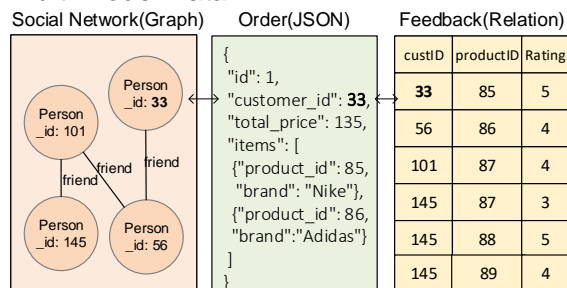 Social Network(Graph)
Person
_id: 33
Person
_id: 101
friend
friend
friend
Person
_id: 145
Person
_id: 56
Order(JSON)
{
"id": 1,
"customer_id": 33,
"total_price": 135,
"items": [
{"product_id": 85,
"brand": "Nike"},
{"product_id": 86,
"brand":"Adidas"}
]
}
Feedback(Relation)
custID productID Rating
33 85 5
56 86 4
101 87 4
145 87 3
145 88 5
145 89 4